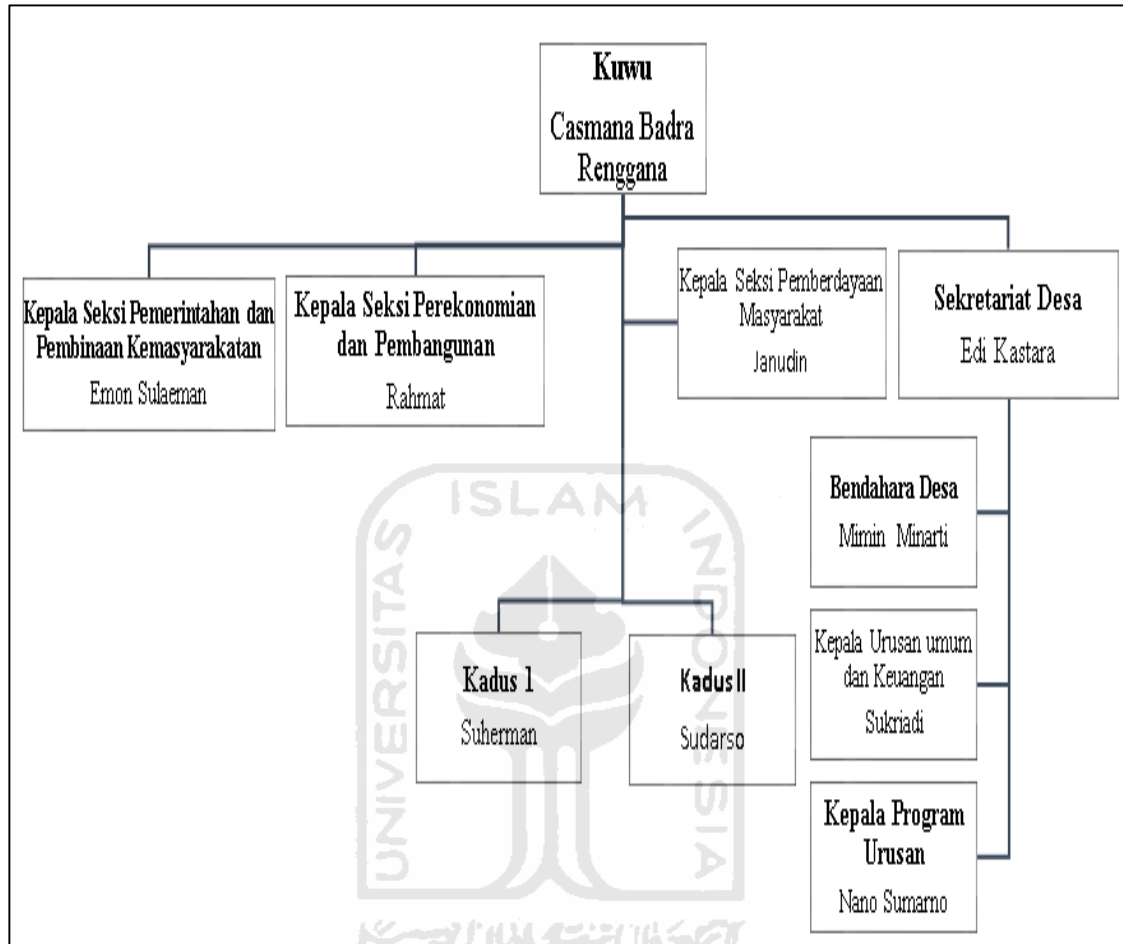 Kuwu
Casmana Badra
Renggana
Kepala Seksi Pemerintahan dan
Pembinaan Kemasyarakatan
Emon Sulaeman
Kepala Seksi Perekonomian
dan Pembangunan
Rahmat
Kepala Seksi Pemberdayaan
Masyarakat
Janudin
Sekretariat Desa
Edi Kastara
Bendahara Desa
Mimin Minarti
Kepala Urusan umum
dan Keuangan
Sukriadi
Kepala Program
Urusan
Nano Sumarno
Kadus 1
Suherman
Kadus II
Sudarso
UNIVERSITAS
ISLAM
INDONESIA